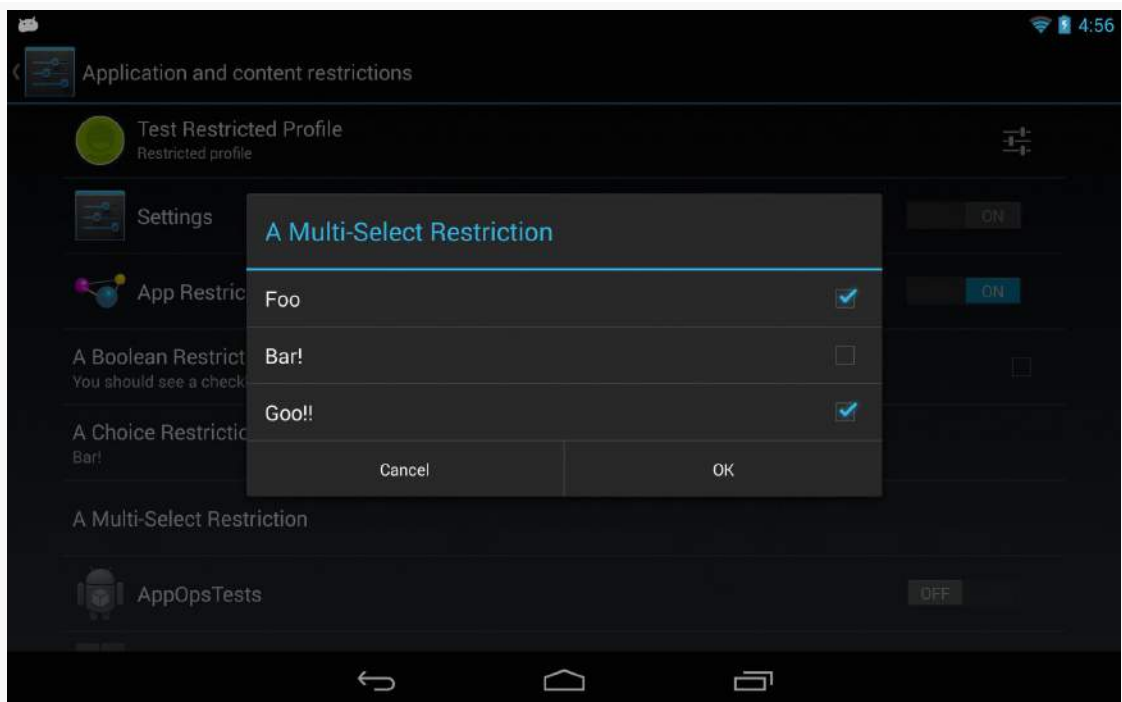 4:56
Application and content restrictions
Test Restricted Profile
Restricted profile
Settings
ON
A Multi-Select Restriction
App Restric
ON
Foo
A Boolean Restrict
You should see a check
Bar!
A Choice Restrictio
Bar!
Goo!!
Cancel
OK
A Multi-Select Restriction
AppOpsTests
OFF